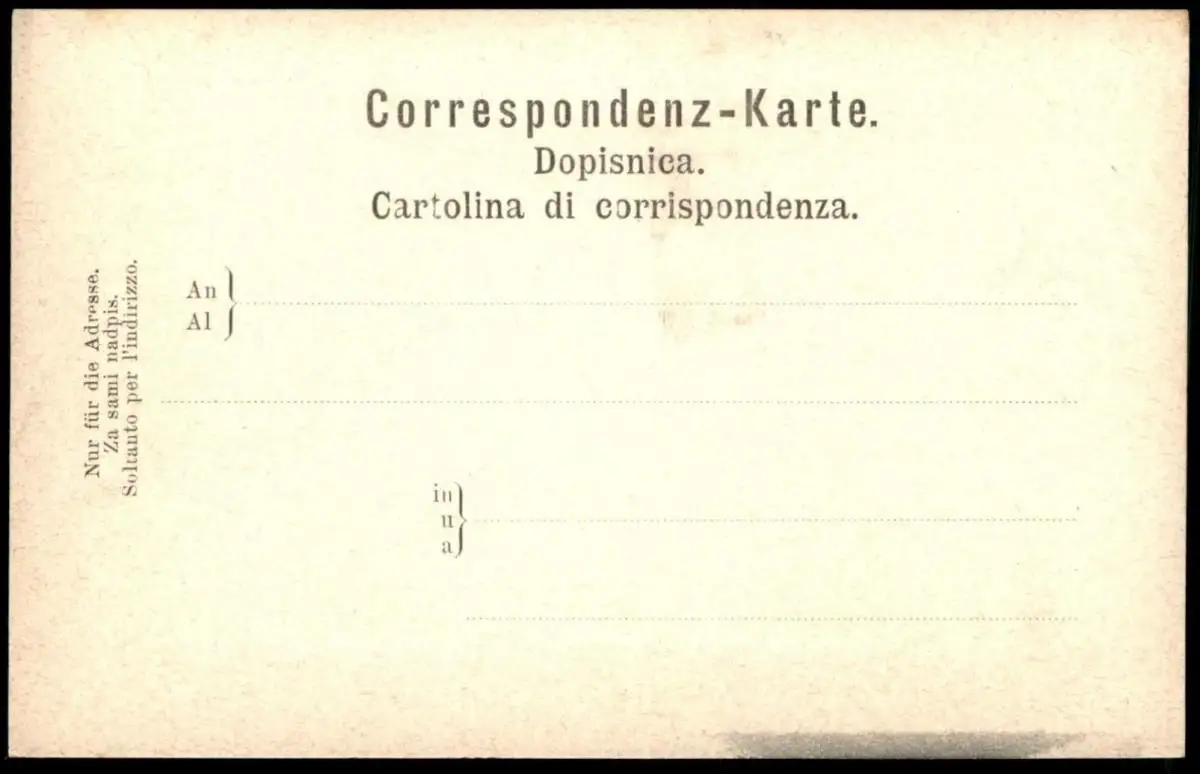 Correspondenz-Karte.
Dopisnica.
Cartolina di corrispondenza.
Nur für die Adresse.
Za sami nadpis.
Soltanto per l'indirizzo.
An
Al
in
u
a